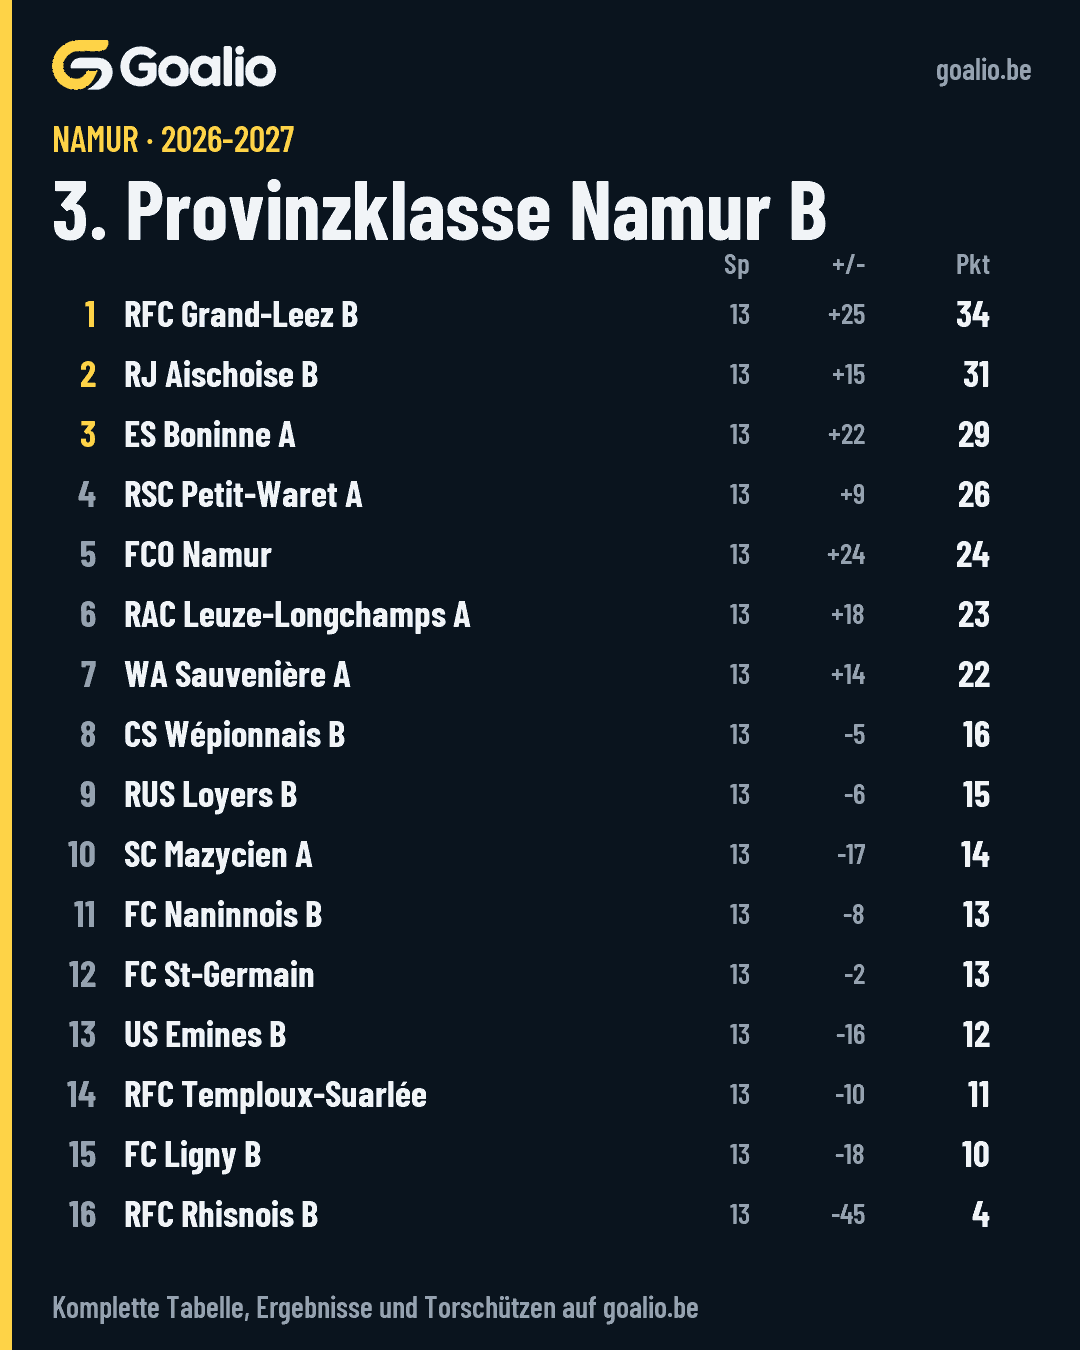 Goalio goalio.be
NAMUR · 2026-2027
3. Provinzklasse Namur B
Sp +/- Pkt
1 RFC Grand-Leez B 13 +25 34
2 RJ Aischoise B 13 +15 31
3 ES Boninne A 13 +22 29
4 RSC Petit-Waret A 13 +9 26
5 FCO Namur 13 +24 24
6 RAC Leuze-Longchamps A 13 +18 23
7 WA Sauvenière A 13 +14 22
8 CS Wépionnais B 13 -5 16
9 RUS Loyers B 13 -6 15
10 SC Mazycien A 13 -17 14
11 FC Naninnois B 13 -8 13
12 FC St-Germain 13 -2 13
13 US Emines B 13 -16 12
14 RFC Temploux-Suarlée 13 -10 11
15 FC Ligny B 13 -18 10
16 RFC Rhisnois B 13 -45 4
Komplette Tabelle, Ergebnisse und Torschützen auf goalio.be